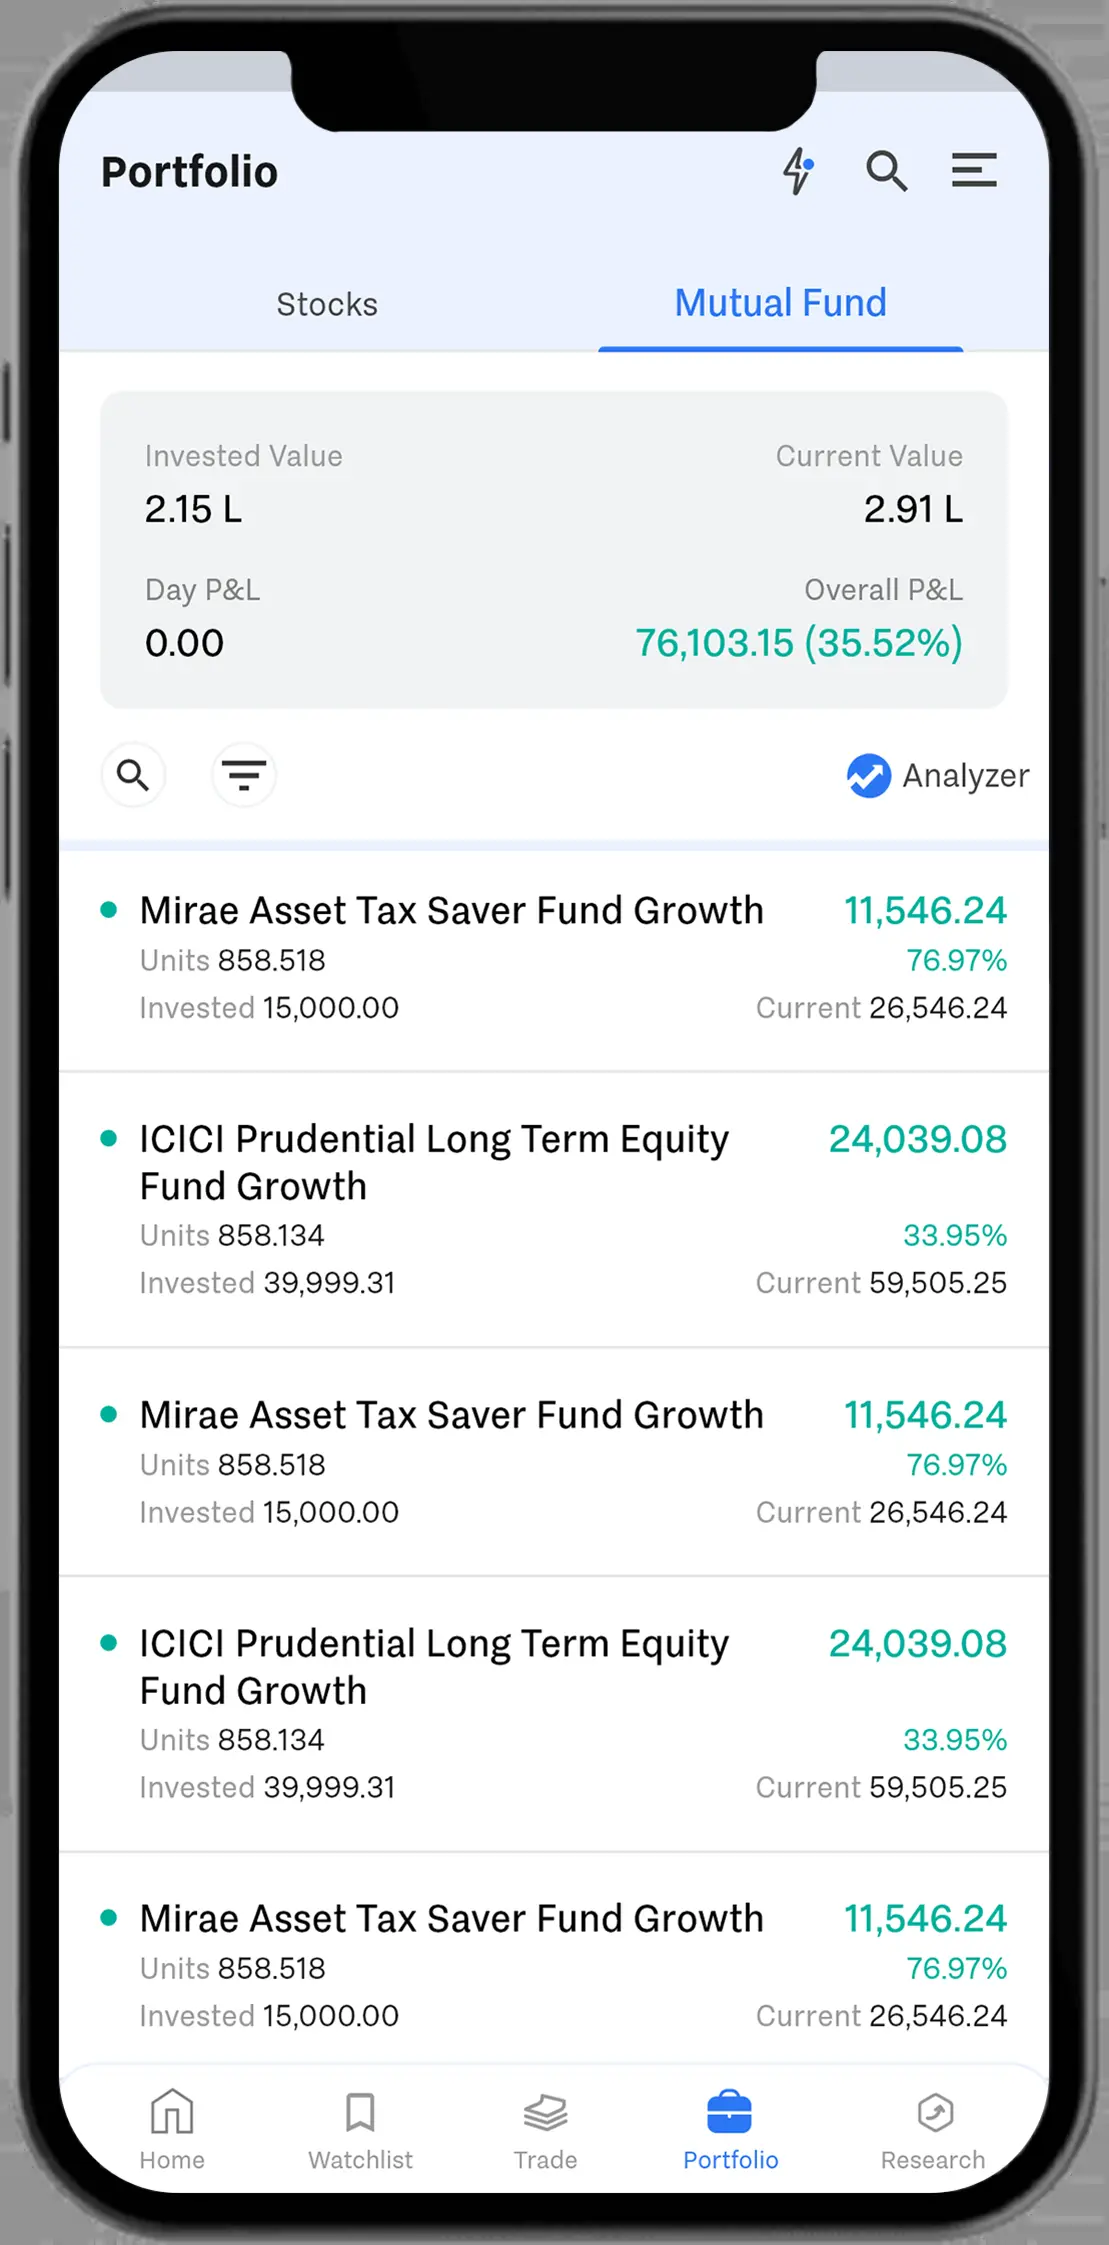 Portfolio
Stocks Mutual Fund
Invested Value Current Value
2.15 L 2.91 L
Day P&L Overall P&L
0.00 76,103.15 (35.52%)
Analyzer
Mirae Asset Tax Saver Fund Growth 11,546.24
Units 858.518 76.97%
Invested 15,000.00 Current 26,546.24
ICICI Prudential Long Term Equity 24,039.08
Fund Growth
Units 858.134 33.95%
Invested 39,999.31 Current 59,505.25
Mirae Asset Tax Saver Fund Growth 11,546.24
Units 858.518 76.97%
Invested 15,000.00 Current 26,546.24
ICICI Prudential Long Term Equity 24,039.08
Fund Growth
Units 858.134 33.95%
Invested 39,999.31 Current 59,505.25
Mirae Asset Tax Saver Fund Growth 11,546.24
Units 858.518 76.97%
Invested 15,000.00 Current 26,546.24
Home Watchlist Trade Portfolio Research